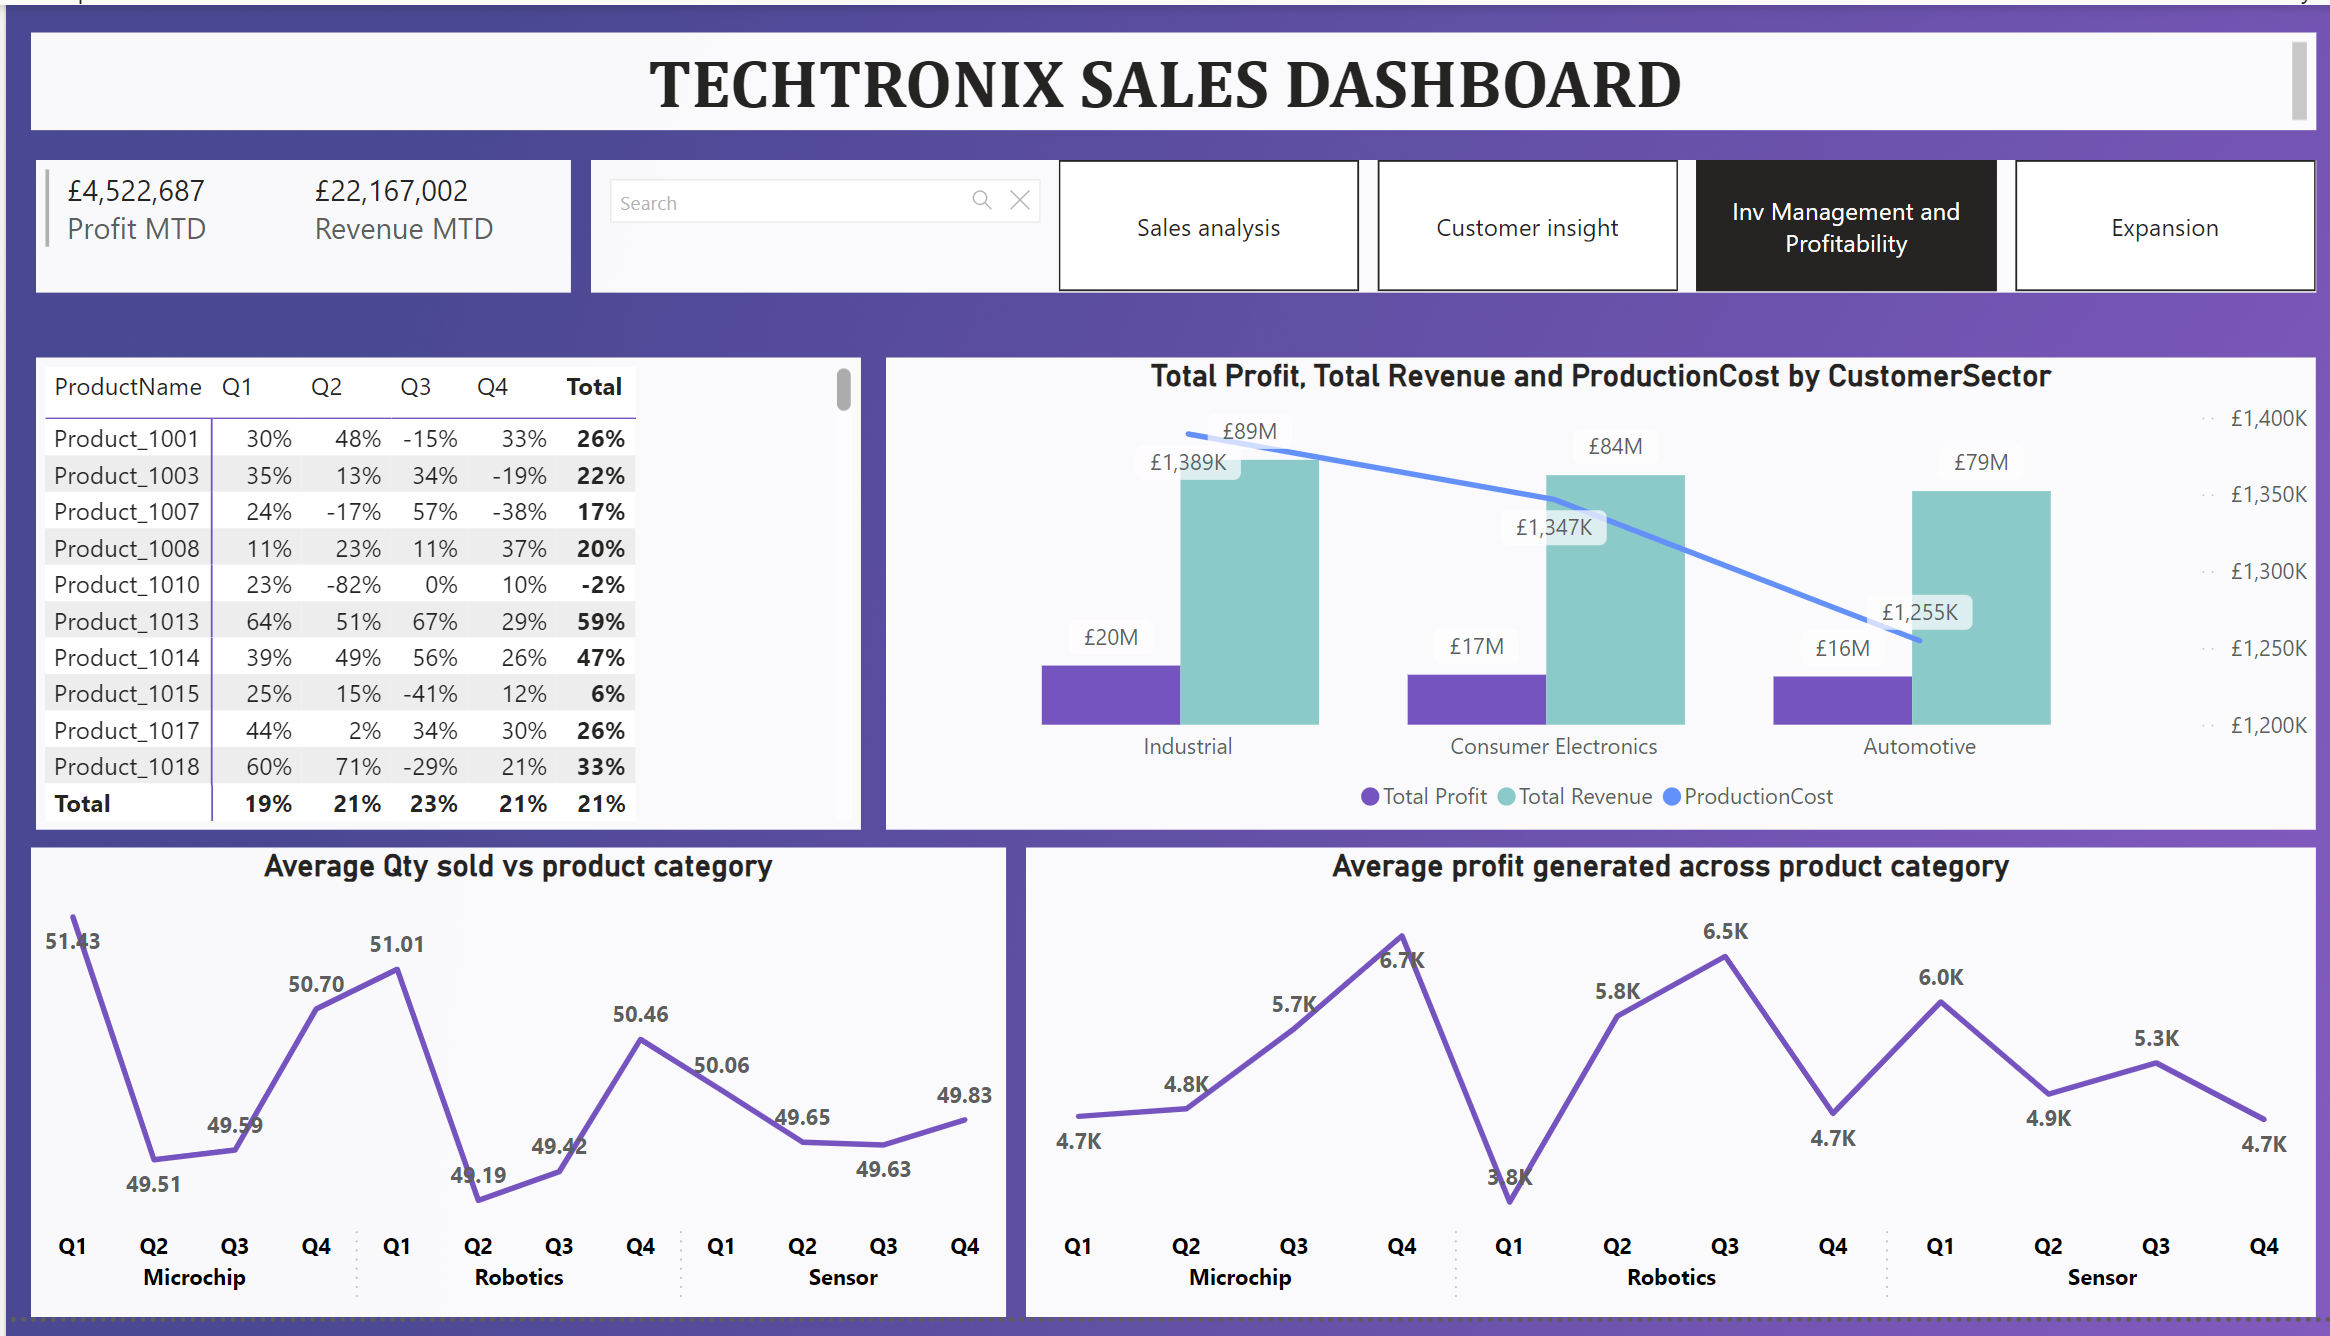 TECHTRONIX SALES DASHBOARD
£4,522,687
Profit MTD
£22,167,002
Revenue MTD
Search
Sales analysis
Customer insight
Inv Management and
Profitability
Expansion
ProductName Q1 Q2 Q3 Q4 Total
Product_1001 30% 48% -15% 33% 26%
Product_1003 35% 13% 34% -19% 22%
Product_1007 24% -17% 57% -38% 17%
Product_1008 11% 23% 11% 37% 20%
Product_1010 23% -82% 0% 10% -2%
Product_1013 64% 51% 67% 29% 59%
Product_1014 39% 49% 56% 26% 47%
Product_1015 25% 15% -41% 12% 6%
Product_1017 44% 2% 34% 30% 26%
Product_1018 60% 71% -29% 21% 33%
Total 19% 21% 23% 21% 21%
Total Profit, Total Revenue and ProductionCost by CustomerSector
£1,400K
£1,350K
£1,300K
£1,250K
£1,200K
£89M
£84M
£79M
£1,389K
£1,347K
£1,255K
£20M
£17M
£16M
Industrial Consumer Electronics Automotive
Total Profit Total Revenue ProductionCost
Average Qty sold vs product category
51.43
49.51
49.59
50.70
51.01
49.19
49.42
50.46
50.06
49.65
49.63
49.83
Q1 Q2 Q3 Q4 Q1 Q2 Q3 Q4 Q1 Q2 Q3 Q4
Microchip Robotics Sensor
Average profit generated across product category
4.7K
4.8K
5.7K
6.7K
3.8K
5.8K
6.5K
4.7K
6.0K
4.9K
5.3K
4.7K
Q1 Q2 Q3 Q4 Q1 Q2 Q3 Q4 Q1 Q2 Q3 Q4
Microchip Robotics Sensor